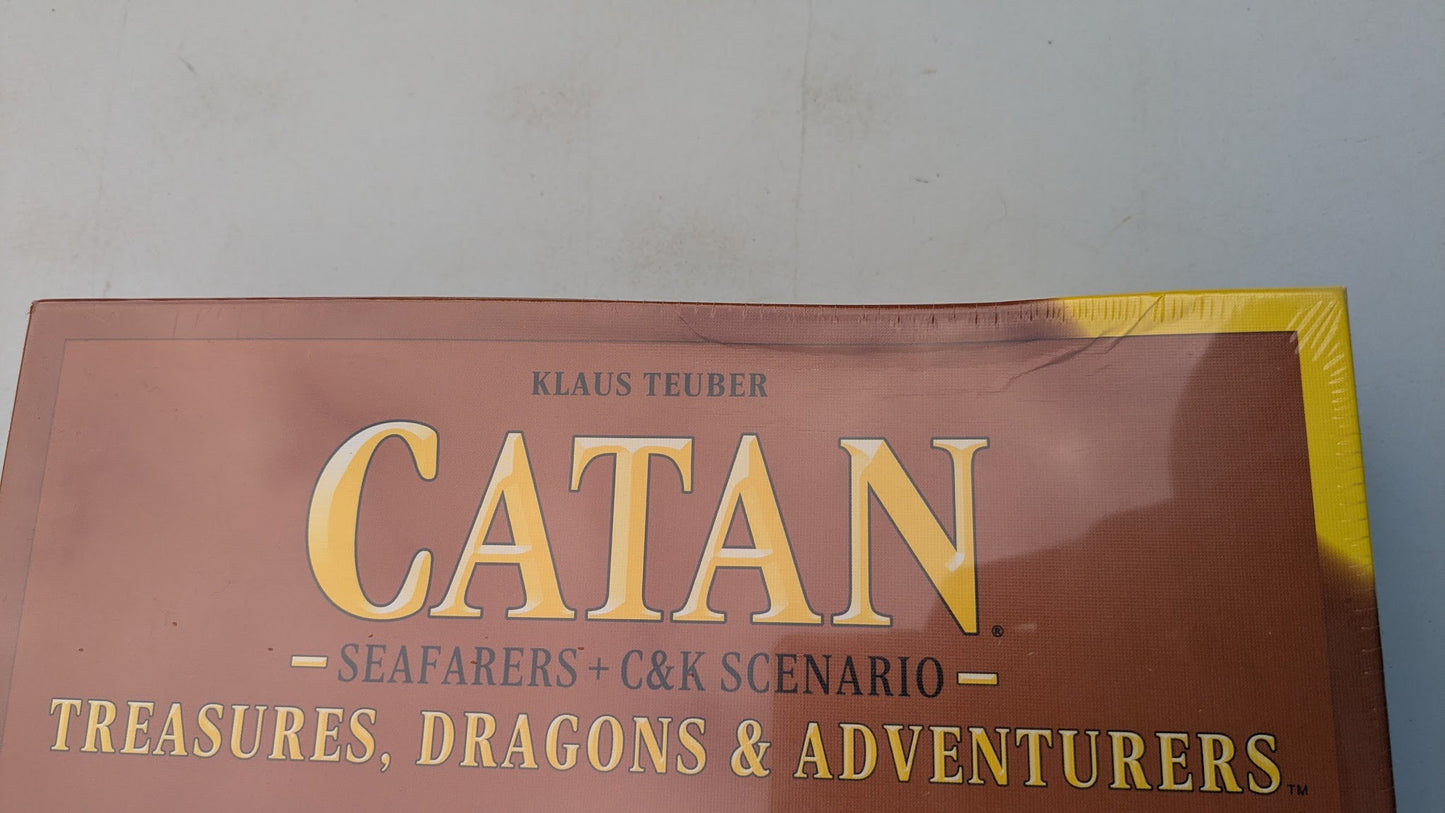 KLAUS TEUBER
CATAN®
– SEAFARERS + C&K SCENARIO –
TREASURES, DRAGONS & ADVENTURERS™